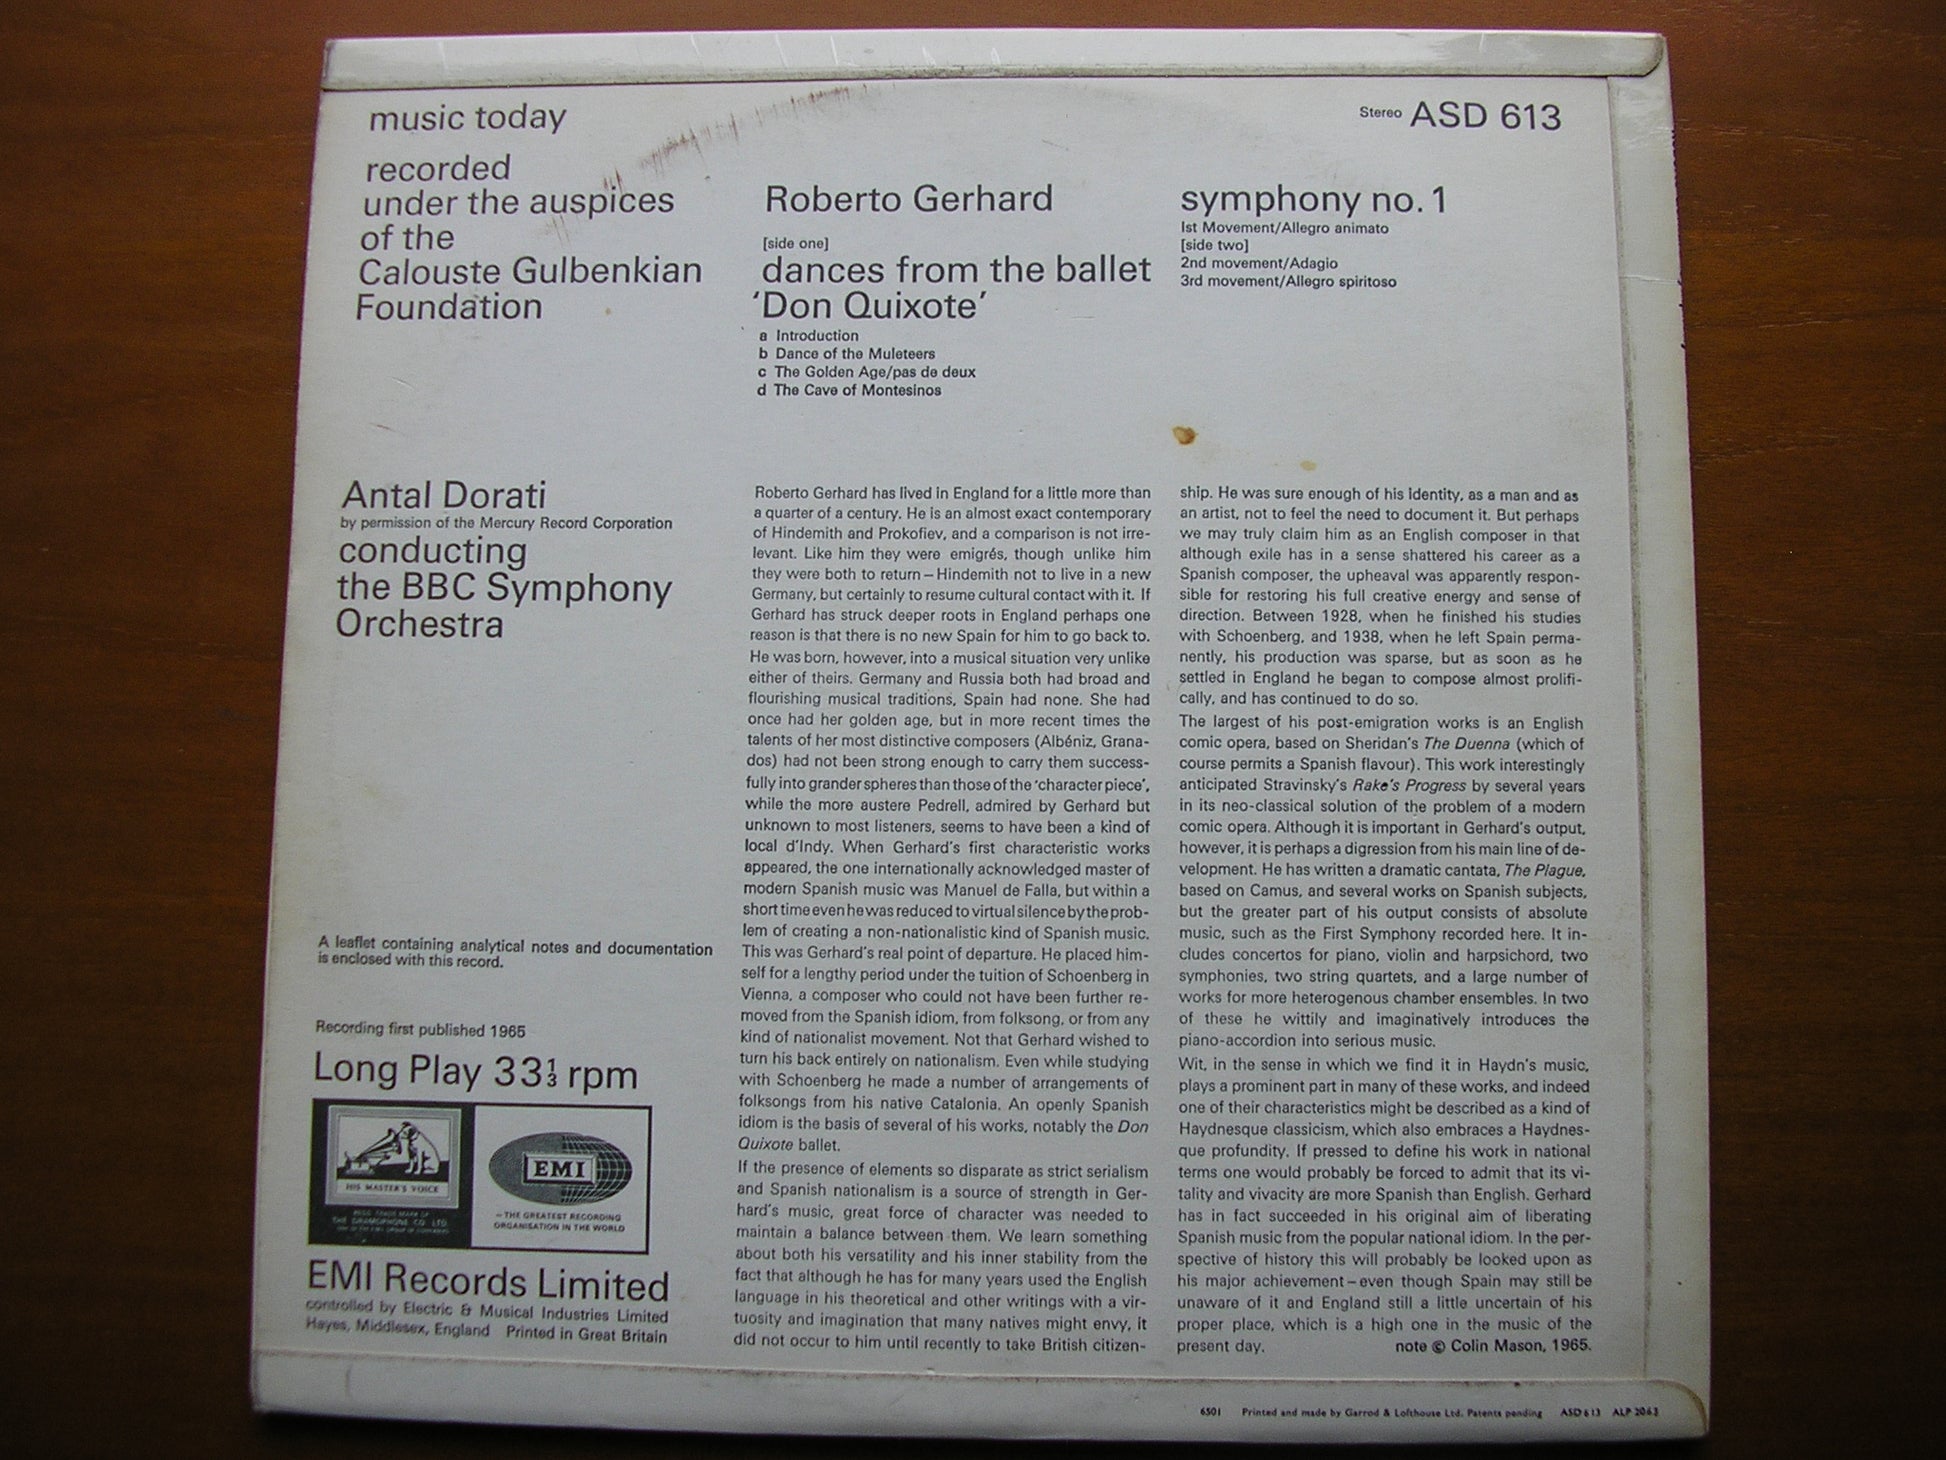 music today
recorded
under the auspices
of the
Calouste Gulbenkian
Foundation
Stereo ASD 613
Roberto Gerhard
[side one]
dances from the ballet
‘Don Quixote’
a Introduction
b Dance of the Muleteers
c The Golden Age/pas de deux
d The Cave of Montesinos
symphony no. 1
1st Movement/Allegro animato
[side two]
2nd movement/Adagio
3rd movement/Allegro spiritoso
Antal Dorati
by permission of the Mercury Record Corporation
conducting
the BBC Symphony
Orchestra
A leaflet containing analytical notes and documentation
is enclosed with this record.
Recording first published 1965
Long Play 33⅓ rpm
HIS MASTER'S VOICE
REGD. TRADE MARK OF
THE GRAMOPHONE CO. LTD.
EMI
—THE GREATEST RECORDING
ORGANISATION IN THE WORLD
EMI Records Limited
controlled by Electric & Musical Industries Limited
Hayes, Middlesex, England Printed in Great Britain
Roberto Gerhard has lived in England for a little more than
a quarter of a century. He is an almost exact contemporary
of Hindemith and Prokofiev, and a comparison is not irre-
levant. Like him they were emigrés, though unlike him
they were both to return – Hindemith not to live in a new
Germany, but certainly to resume cultural contact with it. If
Gerhard has struck deeper roots in England perhaps one
reason is that there is no new Spain for him to go back to.
He was born, however, into a musical situation very unlike
either of theirs. Germany and Russia both had broad and
flourishing musical traditions, Spain had none. She had
once had her golden age, but in more recent times the
talents of her most distinctive composers (Albéniz, Grana-
dos) had not been strong enough to carry them success-
fully into grander spheres than those of the ‘character piece’,
while the more austere Pedrell, admired by Gerhard but
unknown to most listeners, seems to have been a kind of
local d'Indy. When Gerhard's first characteristic works
appeared, the one internationally acknowledged master of
modern Spanish music was Manuel de Falla, but within a
short time even he was reduced to virtual silence by the prob-
lem of creating a non-nationalistic kind of Spanish music.
This was Gerhard's real point of departure. He placed him-
self for a lengthy period under the tuition of Schoenberg in
Vienna, a composer who could not have been further re-
moved from the Spanish idiom, from folksong, or from any
kind of nationalist movement. Not that Gerhard wished to
turn his back entirely on nationalism. Even while studying
with Schoenberg he made a number of arrangements of
folksongs from his native Catalonia. An openly Spanish
idiom is the basis of several of his works, notably the Don
Quixote ballet.
If the presence of elements so disparate as strict serialism
and Spanish nationalism is a source of strength in Ger-
hard's music, great force of character was needed to
maintain a balance between them. We learn something
about both his versatility and his inner stability from the
fact that although he has for many years used the English
language in his theoretical and other writings with a vir-
tuosity and imagination that many natives might envy, it
did not occur to him until recently to take British citizen-
ship. He was sure enough of his identity, as a man and as
an artist, not to feel the need to document it. But perhaps
we may truly claim him as an English composer in that
although exile has in a sense shattered his career as a
Spanish composer, the upheaval was apparently respon-
sible for restoring his full creative energy and sense of
direction. Between 1928, when he finished his studies
with Schoenberg, and 1938, when he left Spain perma-
nently, his production was sparse, but as soon as he
settled in England he began to compose almost prolifi-
cally, and has continued to do so.
The largest of his post-emigration works is an English
comic opera, based on Sheridan's The Duenna (which of
course permits a Spanish flavour). This work interestingly
anticipated Stravinsky's Rake's Progress by several years
in its neo-classical solution of the problem of a modern
comic opera. Although it is important in Gerhard's output,
however, it is perhaps a digression from his main line of de-
velopment. He has written a dramatic cantata, The Plague,
based on Camus, and several works on Spanish subjects,
but the greater part of his output consists of absolute
music, such as the First Symphony recorded here. It in-
cludes concertos for piano, violin and harpsichord, two
symphonies, two string quartets, and a large number of
works for more heterogenous chamber ensembles. In two
of these he wittily and imaginatively introduces the
piano-accordion into serious music.
Wit, in the sense in which we find it in Haydn's music,
plays a prominent part in many of these works, and indeed
one of their characteristics might be described as a kind of
Haydnesque classicism, which also embraces a Haydnes-
que profundity. If pressed to define his work in national
terms one would probably be forced to admit that its vi-
tality and vivacity are more Spanish than English. Gerhard
has in fact succeeded in his original aim of liberating
Spanish music from the popular national idiom. In the per-
spective of history this will probably be looked upon as
his major achievement – even though Spain may still be
unaware of it and England still a little uncertain of his
proper place, which is a high one in the music of the
present day. note © Colin Mason, 1965.
6501 Printed and made by Garrod & Lofthouse Ltd. Patents pending ASD 613 ALP 2063